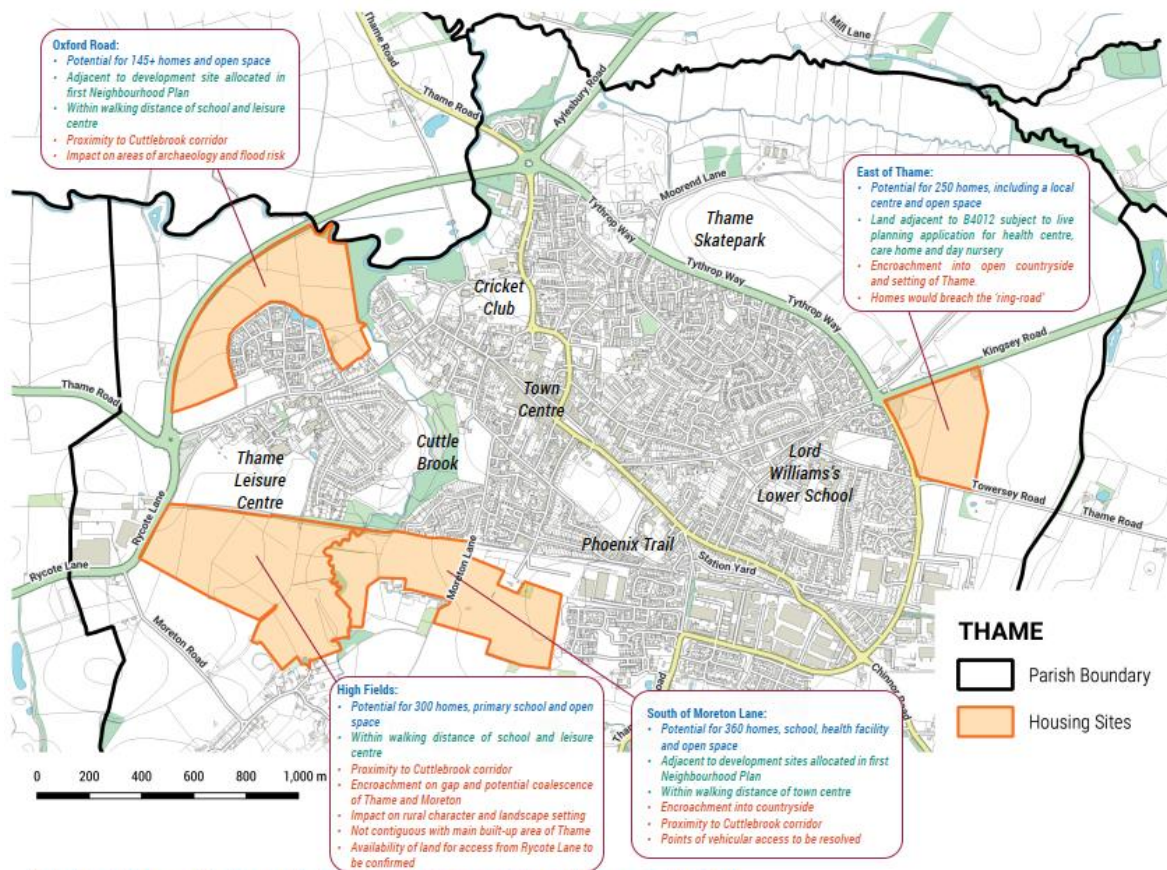 Oxford Road:
• Potential for 145+ homes and open space
• Adjacent to development site allocated in
first Neighbourhood Plan
• Within walking distance of school and leisure
centre
• Proximity to Cuttlebrook corridor
• Impact on areas of archaeology and flood risk
Thame Road
Thame Road
Aylesbury Road
Mill Lane
Moorend Lane
Tythrop Way
Thame
Skatepark
Tythrop Way
Tythrop Way
East of Thame:
• Potential for 250 homes, including a local
centre and open space
• Land adjacent to B4012 subject to live
planning application for health centre,
care home and day nursery
• Encroachment into open countryside
and setting of Thame.
• Homes would breach the 'ring-road'
Kingsey Road
Cricket
Club
Town
Centre
Thame Road
Thame
Leisure
Centre
Cuttle
Brook
Lord
Williams's
Lower School
Towersey Road
Thame Road
Rycote Lane
Rycote Lane
Moreton Road
Moreton Lane
Phoenix Trail
Station Yard
Chinnor Road
High Fields:
• Potential for 300 homes, primary school and open
space
• Within walking distance of school and leisure
centre
• Proximity to Cuttlebrook corridor
• Encroachment on gap and potential coalescence
of Thame and Moreton
• Impact on rural character and landscape setting
• Not contiguous with main built-up area of Thame
• Availability of land for access from Rycote Lane to
be confirmed
South of Moreton Lane:
• Potential for 360 homes, school, health facility
and open space
• Adjacent to development sites allocated in first
Neighbourhood Plan
• Within walking distance of town centre
• Encroachment into countryside
• Proximity to Cuttlebrook corridor
• Points of vehicular access to be resolved
THAME
Parish Boundary
Housing Sites
0 200 400 600 800 1,000 m